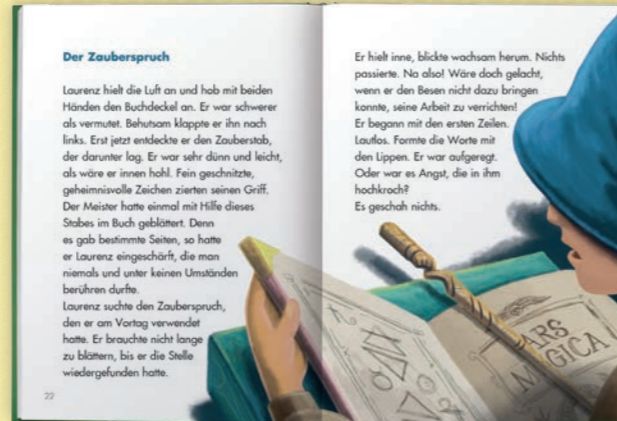 Der Zauberspruch
Laurenz hielt die Luft an und hob mit beiden
Händen den Buchdeckel an. Er war schwerer
als vermutet. Behutsam klappte er ihn nach
links. Erst jetzt entdeckte er den Zauberstab,
der darunter lag. Er war sehr dünn und leicht,
als wäre er innen hohl. Fein geschnitzte,
geheimnisvolle Zeichen zierten seinen Griff.
Der Meister hatte einmal mit Hilfe dieses
Stabes im Buch geblättert. Denn
es gab bestimmte Seiten, so hatte
er Laurenz eingeschärft, die man
niemals und unter keinen Umständen
berühren durfte.
Laurenz suchte den Zauberspruch,
den er am Vortag verwendet
hatte. Er brauchte nicht lange
zu blättern, bis er die Stelle
wiedergefunden hatte.
22
Er hielt inne, blickte wachsam herum. Nichts
passierte. Na also! Wäre doch gelacht,
wenn er den Besen nicht dazu bringen
konnte, seine Arbeit zu verrichten!
Er begann mit den ersten Zeilen.
Lautlos. Formte die Worte mit
den Lippen. Er war aufgeregt.
Oder war es Angst, die in ihm
hochkroch?
Es geschah nichts.
ARS
MAGICA